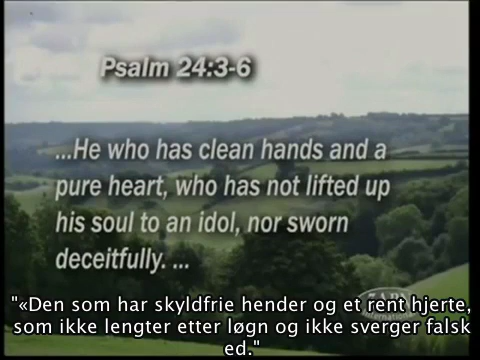 Psalm 24:3-6
...He who has clean hands and a
pure heart, who has not lifted up
his soul to an idol, nor sworn
deceitfully. ...
"«Den som har skyldfrie hender og et rent hjerte,
som ikke lengter etter løgn og ikke sverger falsk
ed."